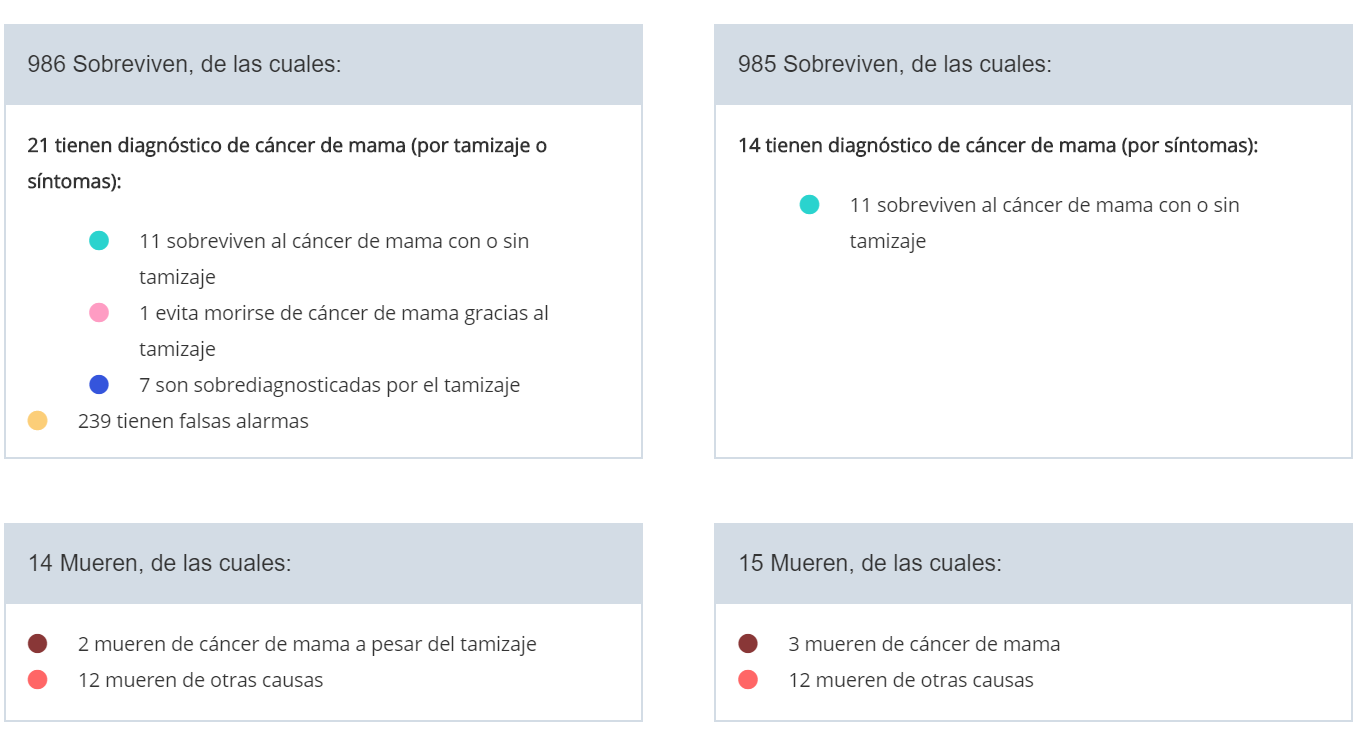 986 Sobreviven, de las cuales:
21 tienen diagnóstico de cáncer de mama (por tamizaje o
síntomas):
11 sobreviven al cáncer de mama con o sin
tamizaje
1 evita morirse de cáncer de mama gracias al
tamizaje
7 son sobrediagnosticadas por el tamizaje
239 tienen falsas alarmas
985 Sobreviven, de las cuales:
14 tienen diagnóstico de cáncer de mama (por síntomas):
11 sobreviven al cáncer de mama con o sin
tamizaje
14 Mueren, de las cuales:
2 mueren de cáncer de mama a pesar del tamizaje
12 mueren de otras causas
15 Mueren, de las cuales:
3 mueren de cáncer de mama
12 mueren de otras causas